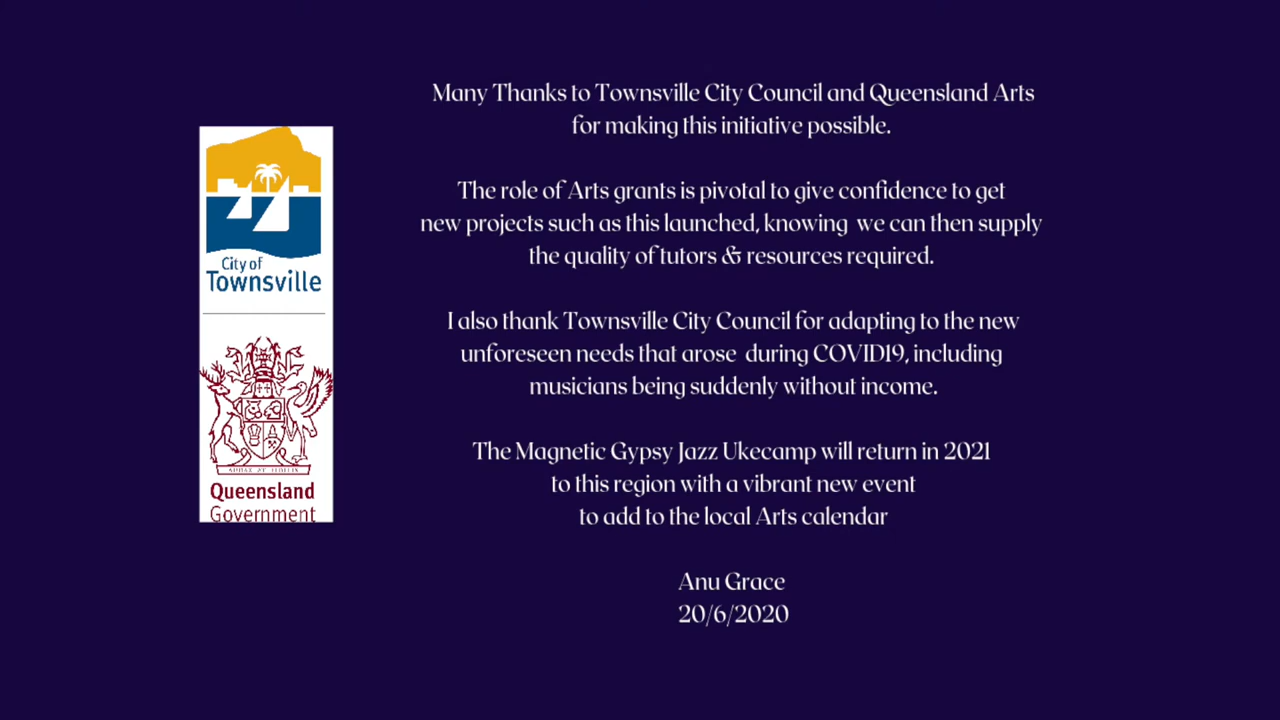 Many Thanks to Townsville City Council and Queensland Arts
for making this initiative possible.
The role of Arts grants is pivotal to give confidence to get
new projects such as this launched, knowing we can then supply
the quality of tutors & resources required.
I also thank Townsville City Council for adapting to the new
unforeseen needs that arose during COVID19, including
musicians being suddenly without income.
The Magnetic Gypsy Jazz Ukecamp will return in 2021
to this region with a vibrant new event
to add to the local Arts calendar
Anu Grace
20/6/2020
City of
Townsville
Queensland
Government